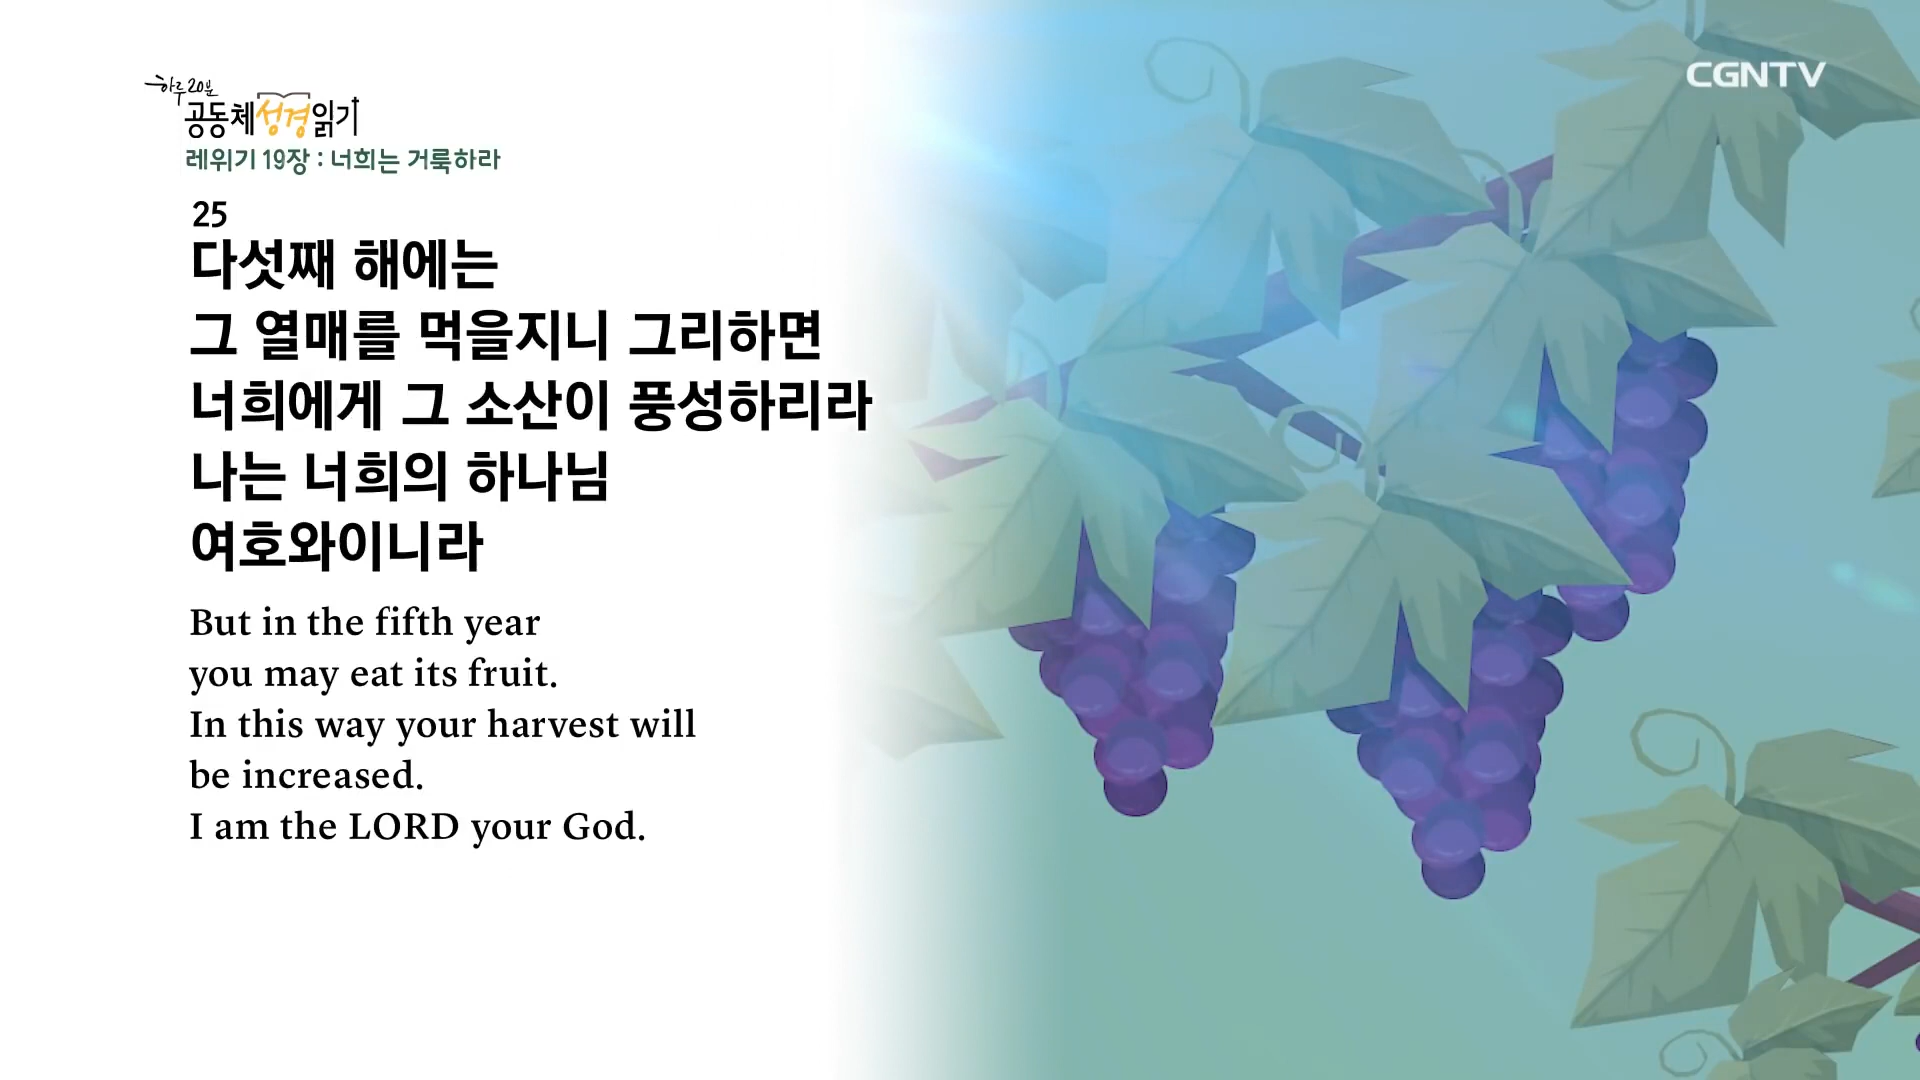 하루 20분
공동체성경읽기
CGNTV
레위기 19장 : 너희는 거룩하라
25
다섯째 해에는
그 열매를 먹을지니 그리하면
너희에게 그 소산이 풍성하리라
나는 너희의 하나님
여호와이니라
But in the fifth year
you may eat its fruit.
In this way your harvest will
be increased.
I am the LORD your God.